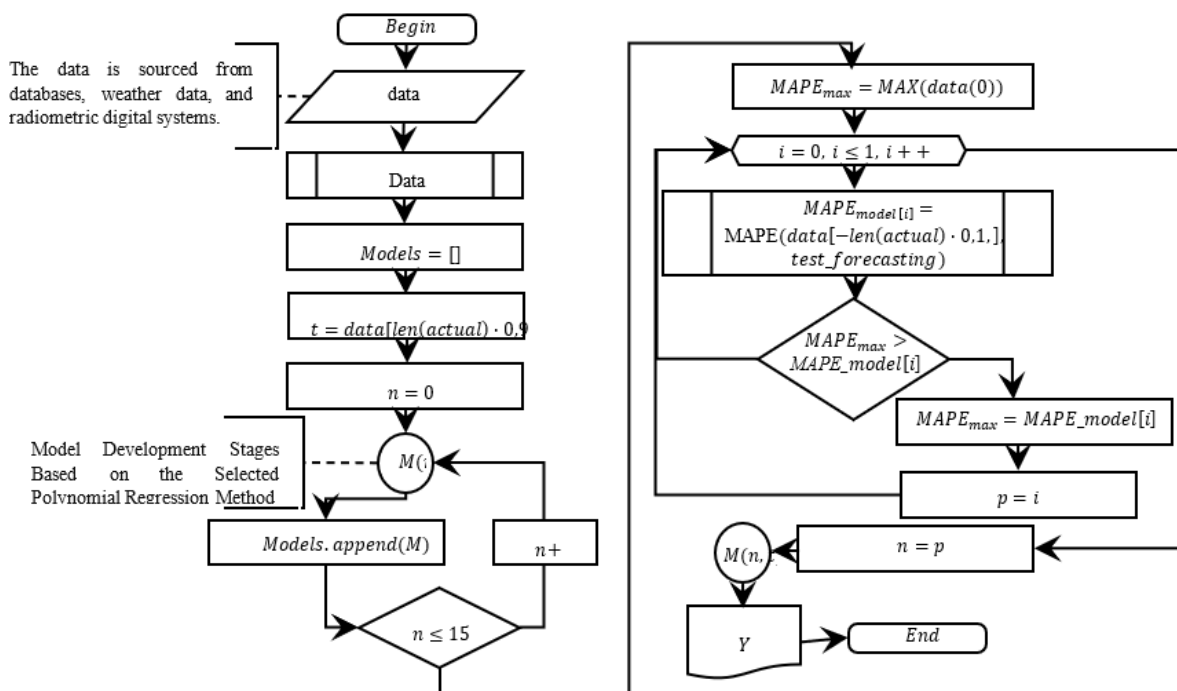 Begin
The data is sourced from
databases, weather data, and
radiometric digital systems.
data
Data
Models = []
t = data[len(actual) · 0,9
n = 0
Model Development Stages
Based on the Selected
Polynomial Regression Method
M(
Models.append(M)
n+
n ≤ 15
MAPE_max = MAX(data(0))
i = 0, i ≤ 1, i + +
MAPE_model[i] =
MAPE(data[−len(actual) · 0,1,],
test_forecasting)
MAPE_max >
MAPE_model[i]
MAPE_max = MAPE_model[i]
p = i
n = p
M(n,
Y
End